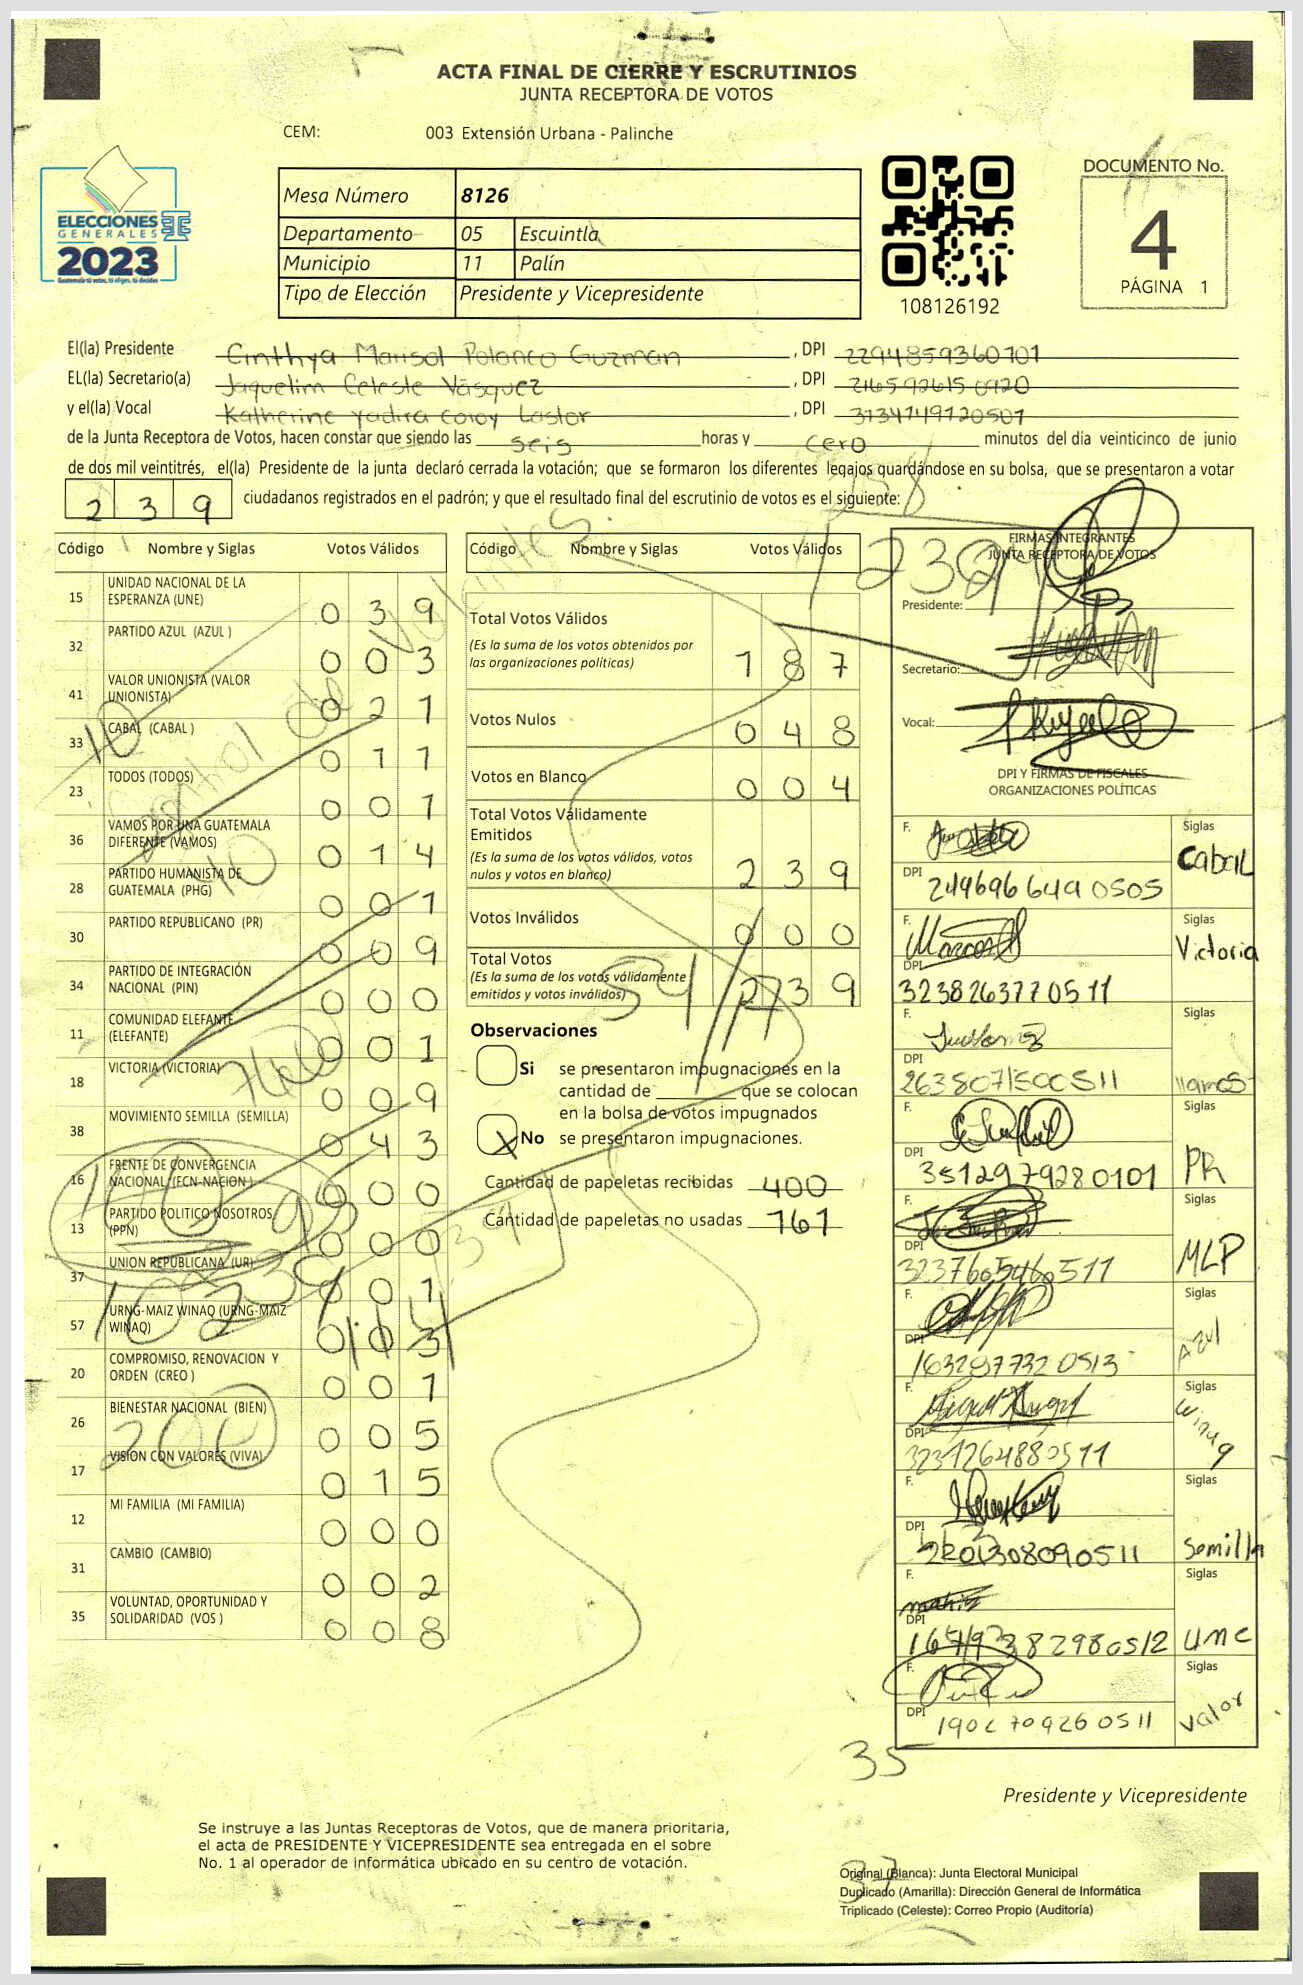 ACTA FINAL DE CIERRE Y ESCRUTINIOS
JUNTA RECEPTORA DE VOTOS
CEM: 003 Extensión Urbana - Palinche
ELECCIONES
GENERALES
2023
Mesa Número 8126
Departamento 05 Escuintla
Municipio 11 Palín
Tipo de Elección Presidente y Vicepresidente
108126192
DOCUMENTO No.
4
PÁGINA 1
El(la) Presidente Cinthya Marisol Polanco Guzman, DPI 2294859360101
EL(la) Secretario(a) Jaquelim Celeste Vásquez, DPI 216592615 0920
y el(la) Vocal Katherine Yadira Coroy Lastor, DPI 3134149120501
de la Junta Receptora de Votos, hacen constar que siendo las seis horas y cero minutos del día veinticinco de junio
de dos mil veintitrés, el(la) Presidente de la junta declaró cerrada la votación; que se formaron los diferentes legajos guardándose en su bolsa, que se presentaron a votar
239 ciudadanos registrados en el padrón; y que el resultado final del escrutinio de votos es el siguiente:
Código Nombre y Siglas Votos Válidos
15 UNIDAD NACIONAL DE LA ESPERANZA (UNE) 0 3 9
32 PARTIDO AZUL (AZUL ) 0 0 3
41 VALOR UNIONISTA (VALOR UNIONISTA) 0 2 1
33 CABAL (CABAL ) 0 1 1
23 TODOS (TODOS) 0 0 1
36 VAMOS POR UNA GUATEMALA DIFERENTE (VAMOS) 0 1 4
28 PARTIDO HUMANISTA DE GUATEMALA (PHG) 0 0 1
30 PARTIDO REPUBLICANO (PR) 0 0 9
34 PARTIDO DE INTEGRACIÓN NACIONAL (PIN) 0 0 0
11 COMUNIDAD ELEFANTE (ELEFANTE) 0 0 1
18 VICTORIA (VICTORIA) 0 0 9
38 MOVIMIENTO SEMILLA (SEMILLA) 0 4 3
16 FRENTE DE CONVERGENCIA NACIONAL (FCN-NACION ) 0 0 0
13 PARTIDO POLITICO NOSOTROS (PPN) 0 0 0
37 UNION REPUBLICANA (UR) 0 0 1
57 URNG-MAIZ WINAQ (URNG-MAIZ WINAQ) 0 0 3
20 COMPROMISO, RENOVACION Y ORDEN (CREO ) 0 0 1
26 BIENESTAR NACIONAL (BIEN) 0 0 5
17 VISION CON VALORES (VIVA) 0 1 5
12 MI FAMILIA (MI FAMILIA) 0 0 0
31 CAMBIO (CAMBIO) 0 0 2
35 VOLUNTAD, OPORTUNIDAD Y SOLIDARIDAD (VOS ) 0 0 8
Código Nombre y Siglas Votos Válidos
Total Votos Válidos
(Es la suma de los votos obtenidos por
las organizaciones políticas) 1 8 7
Votos Nulos 0 4 8
Votos en Blanco 0 0 4
Total Votos Válidamente
Emitidos
(Es la suma de los votos válidos, votos
nulos y votos en blanco) 2 3 9
Votos Inválidos 0 0 0
Total Votos
(Es la suma de los votos válidamente
emitidos y votos inválidos) 2 3 9
Observaciones
Si se presentaron impugnaciones en la
cantidad de ________ que se colocan
en la bolsa de votos impugnados
X No se presentaron impugnaciones.
Cantidad de papeletas recibidas 400
Cantidad de papeletas no usadas 161
FIRMAS INTEGRANTES
JUNTA RECEPTORA DE VOTOS
Presidente:
Secretario:
Vocal:
DPI Y FIRMAS DE FISCALES
ORGANIZACIONES POLÍTICAS
F. Siglas Cabal
DPI 249696 6490505
F. Siglas Victoria
DPI 3238263770511
F. Siglas
DPI 2638071500511
F. Siglas PR
DPI 3512979280101
F. Siglas MLP
DPI 3237605460511
F. Siglas Azul
DPI 1632877320513
F. Siglas Winaq
DPI 3231264880511
F. Siglas Semilla
DPI
F. Siglas une
DPI
F. Siglas Valor
DPI
35
Presidente y Vicepresidente
Se instruye a las Juntas Receptoras de Votos, que de manera prioritaria,
el acta de PRESIDENTE Y VICEPRESIDENTE sea entregada en el sobre
No. 1 al operador de informática ubicado en su centro de votación.
37
Original (Blanca): Junta Electoral Municipal
Duplicado (Amarilla): Dirección General de Informática
Triplicado (Celeste): Correo Propio (Auditoría)